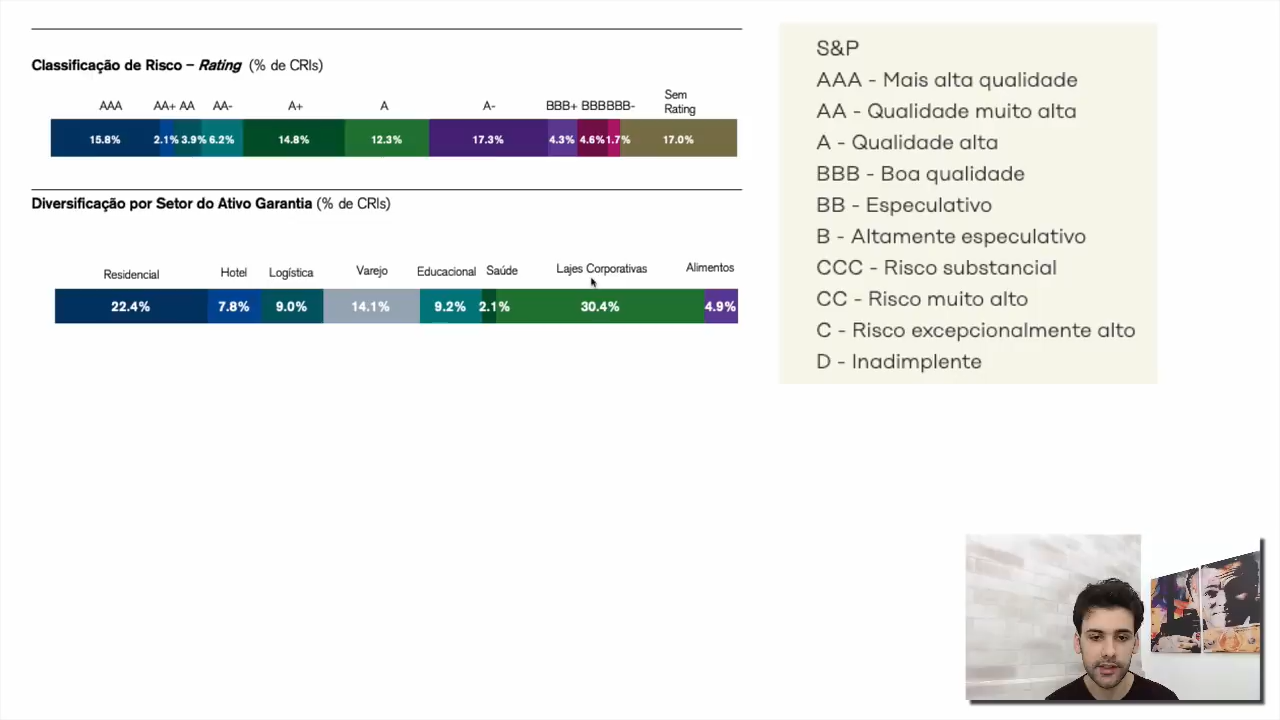 Classificação de Risco – Rating (% de CRIs)
AAA AA+ AA AA- A+ A A- BBB+ BBB BBB- Sem Rating
15.8% 2.1% 3.9% 6.2% 14.8% 12.3% 17.3% 4.3% 4.6% 1.7% 17.0%
Diversificação por Setor do Ativo Garantia (% de CRIs)
Residencial Hotel Logística Varejo Educacional Saúde Lajes Corporativas Alimentos
22.4% 7.8% 9.0% 14.1% 9.2% 2.1% 30.4% 4.9%
S&P
AAA - Mais alta qualidade
AA - Qualidade muito alta
A - Qualidade alta
BBB - Boa qualidade
BB - Especulativo
B - Altamente especulativo
CCC - Risco substancial
CC - Risco muito alto
C - Risco excepcionalmente alto
D - Inadimplente